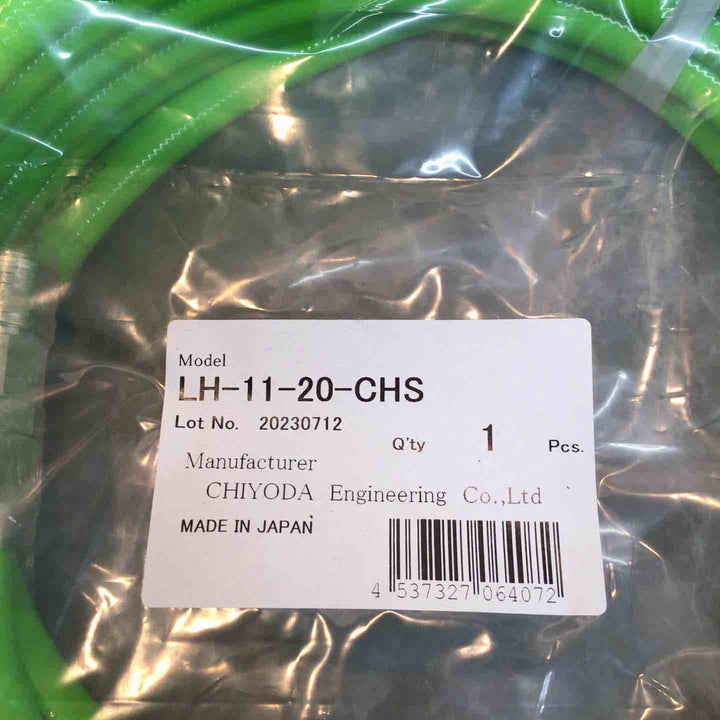 Model
LH-11-20-CHS
Lot No. 20230712
Q'ty 1 Pcs.
Manufacturer
CHIYODA Engineering Co.,Ltd
MADE IN JAPAN
4 537327 064072